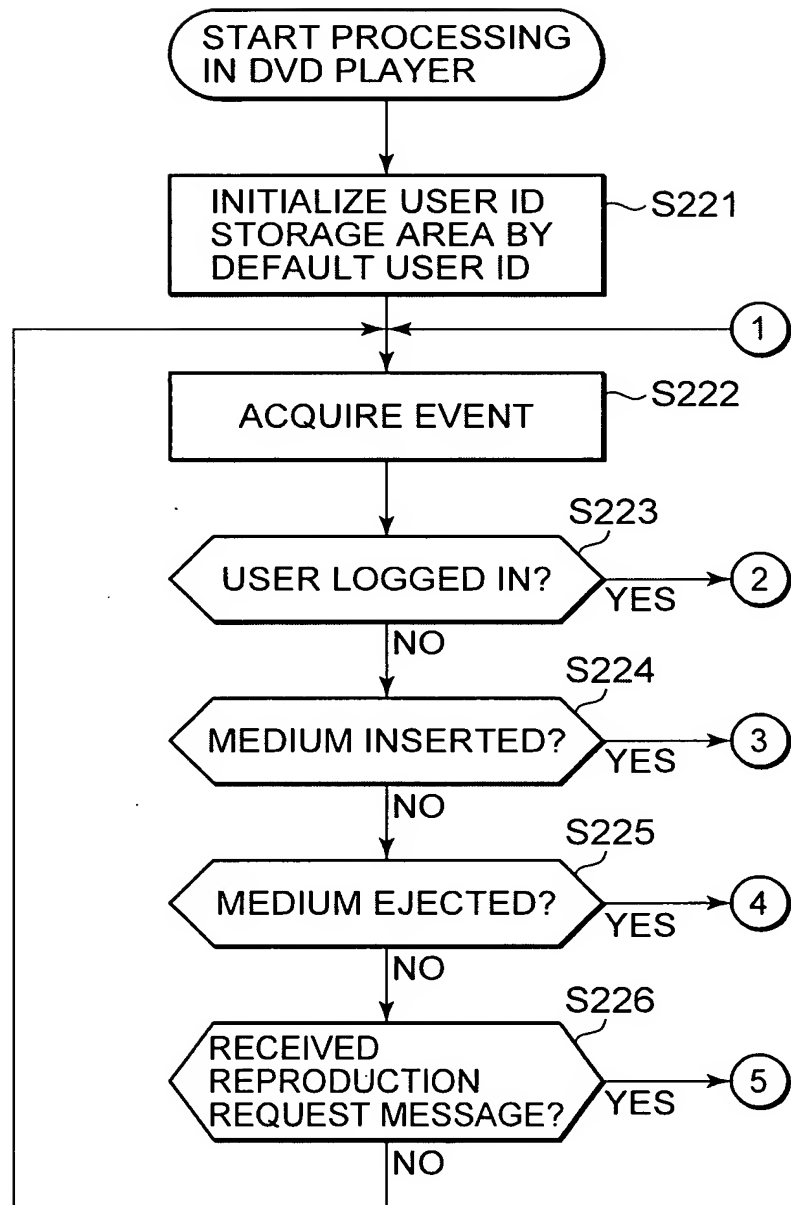 START PROCESSING
IN DVD PLAYER
INITIALIZE USER ID
STORAGE AREA BY
DEFAULT USER ID
S221
1
ACQUIRE EVENT
S222
S223
USER LOGGED IN?
YES
2
NO
S224
MEDIUM INSERTED?
YES
3
NO
S225
MEDIUM EJECTED?
YES
4
NO
S226
RECEIVED
REPRODUCTION
REQUEST MESSAGE?
YES
5
NO